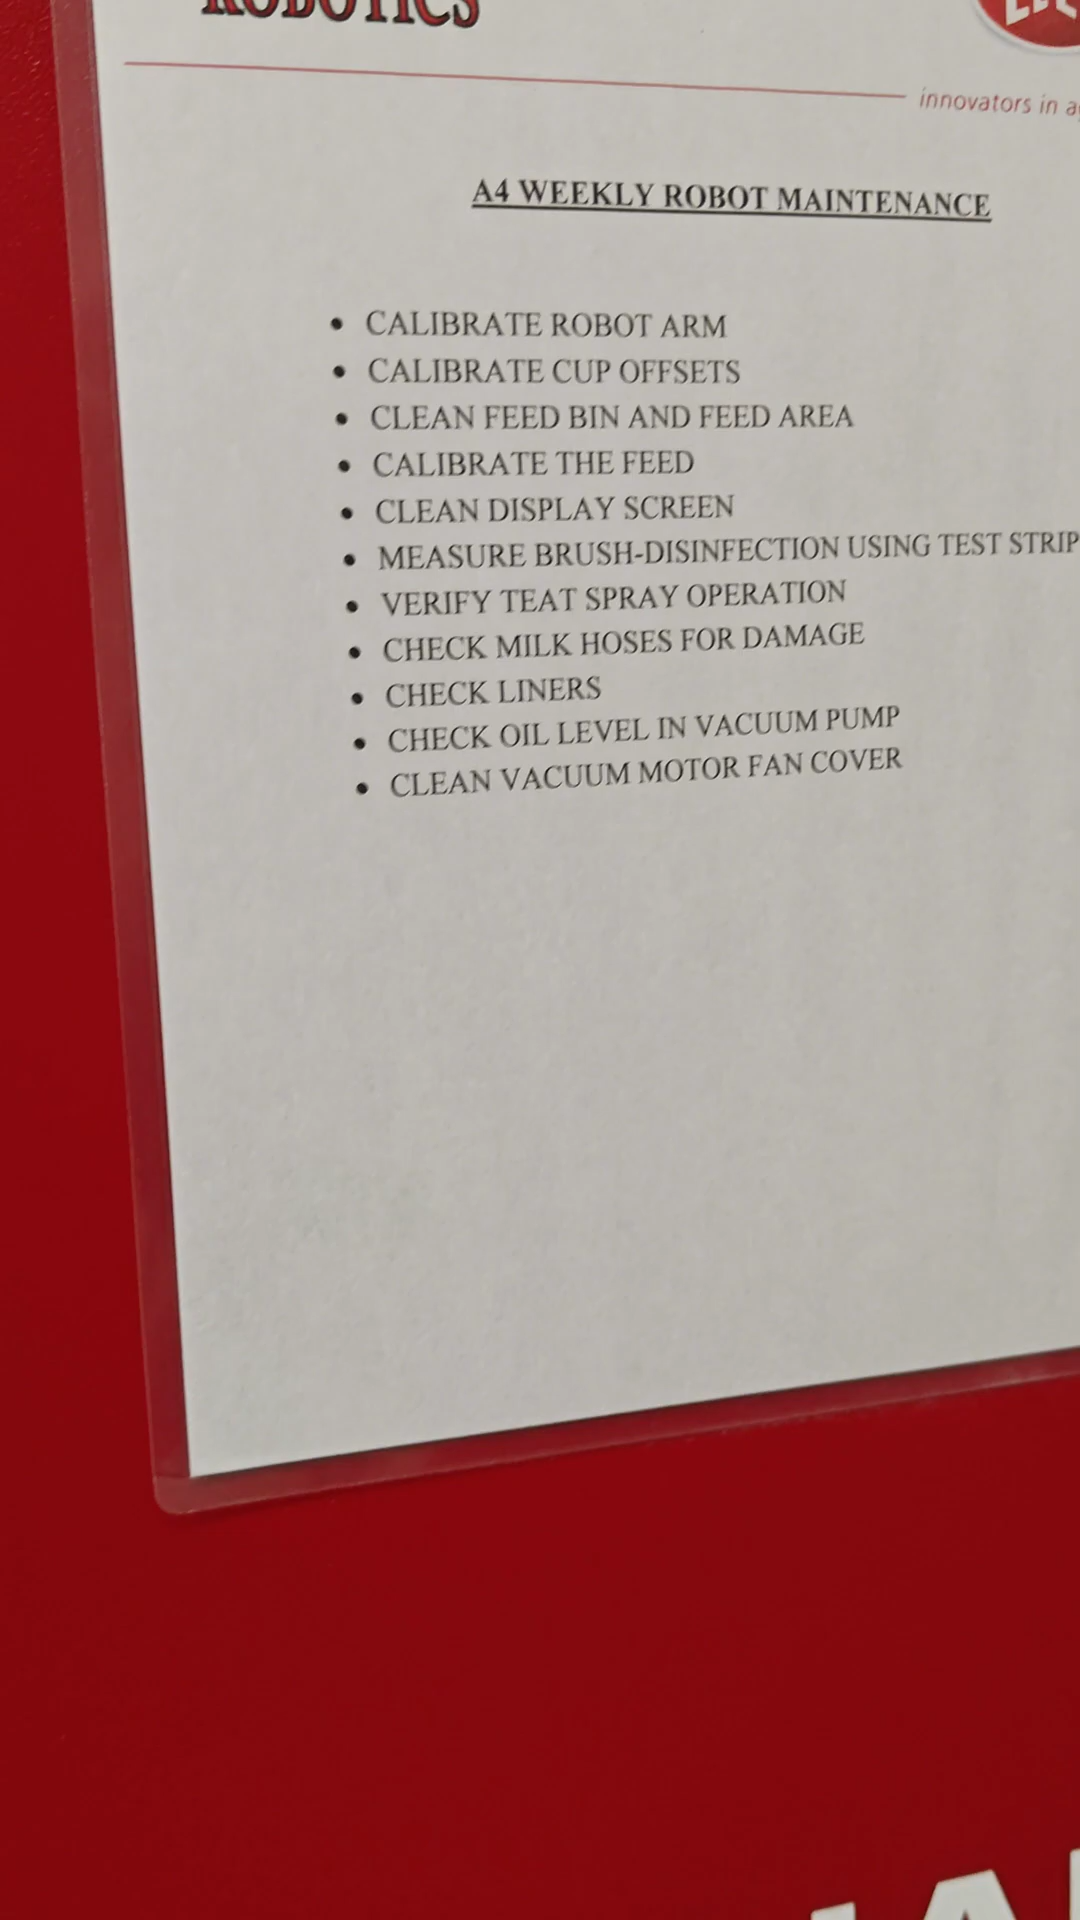 ROBOTICS
innovators in
A4 WEEKLY ROBOT MAINTENANCE
• CALIBRATE ROBOT ARM
• CALIBRATE CUP OFFSETS
• CLEAN FEED BIN AND FEED AREA
• CALIBRATE THE FEED
• CLEAN DISPLAY SCREEN
• MEASURE BRUSH-DISINFECTION USING TEST STRIP
• VERIFY TEAT SPRAY OPERATION
• CHECK MILK HOSES FOR DAMAGE
• CHECK LINERS
• CHECK OIL LEVEL IN VACUUM PUMP
• CLEAN VACUUM MOTOR FAN COVER